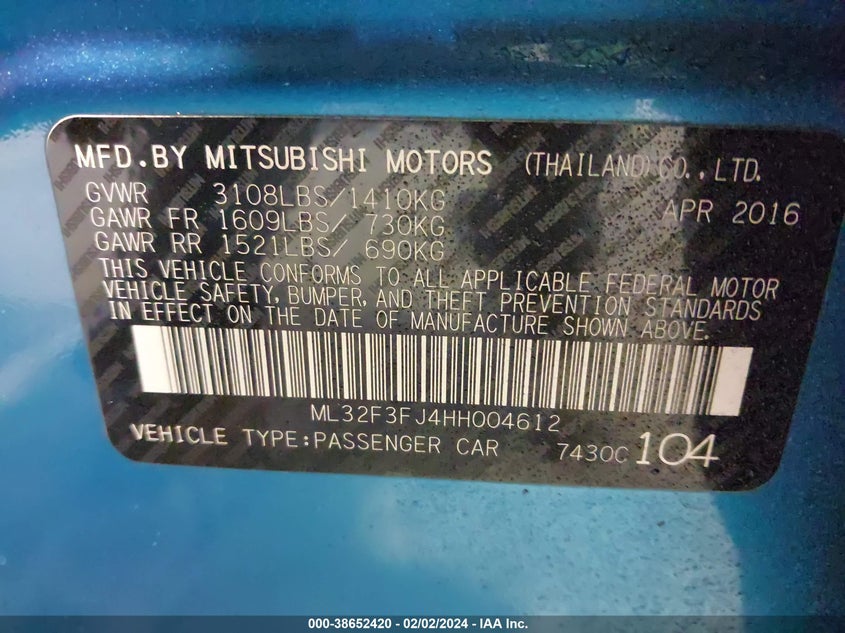 MFD.BY MITSUBISHI MOTORS (THAILAND) CO.,LTD.
GVWR 3108LBS/1410KG APR 2016
GAWR FR 1609LBS/ 730KG
GAWR RR 1521LBS/ 690KG
THIS VEHICLE CONFORMS TO ALL APPLICABLE FEDERAL MOTOR
VEHICLE SAFETY, BUMPER, AND THEFT PREVENTION STANDARDS
IN EFFECT ON THE DATE OF MANUFACTURE SHOWN ABOVE.
ML32F3FJ4HH004612
VEHICLE TYPE:PASSENGER CAR 7430C 104
000-38652420 - 02/02/2024 - IAA Inc.